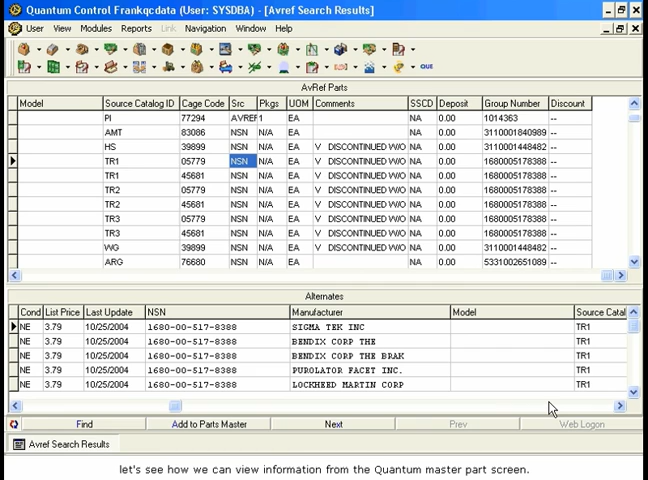 Quantum Control Frankqcdata (User: SYSDBA) - [Avref Search Results]
User View Modules Reports Link Navigation Window Help
QUE
AvRef Parts
Model Source Catalog ID Cage Code Src Pkgs UOM Comments SSCD Deposit Group Number Discount
PI 77294 AVREF 1 EA NA 0.00 1014363 --
AMT 83086 NSN N/A EA NA 0.00 3110001840989 --
HS 39899 NSN N/A EA V DISCONTINUED W/O NA 0.00 3110001448482 --
TR1 05779 NSN N/A EA V DISCONTINUED W/O NA 0.00 1680005178388 --
TR1 45681 NSN N/A EA V DISCONTINUED W/O NA 0.00 1680005178388 --
TR2 05779 NSN N/A EA V DISCONTINUED W/O NA 0.00 1680005178388 --
TR2 45681 NSN N/A EA V DISCONTINUED W/O NA 0.00 1680005178388 --
TR3 05779 NSN N/A EA V DISCONTINUED W/O NA 0.00 1680005178388 --
TR3 45681 NSN N/A EA V DISCONTINUED W/O NA 0.00 1680005178388 --
WG 39899 NSN N/A EA V DISCONTINUED W/O NA 0.00 3110001448482 --
ARG 76680 NSN N/A EA NA 0.00 5331002651089 --
Alternates
Cond List Price Last Update NSN Manufacturer Model Source Catal
NE 3.79 10/25/2004 1680-00-517-8388 SIGMA TEK INC TR1
NE 3.79 10/25/2004 1680-00-517-8388 BENDIX CORP THE TR1
NE 3.79 10/25/2004 1680-00-517-8388 BENDIX CORP THE BRAK TR1
NE 3.79 10/25/2004 1680-00-517-8388 PUROLATOR FACET INC. TR1
NE 3.79 10/25/2004 1680-00-517-8388 LOCKHEED MARTIN CORP TR1
Find Add to Parts Master Next Prev Web Logon
Avref Search Results
let's see how we can view information from the Quantum master part screen.